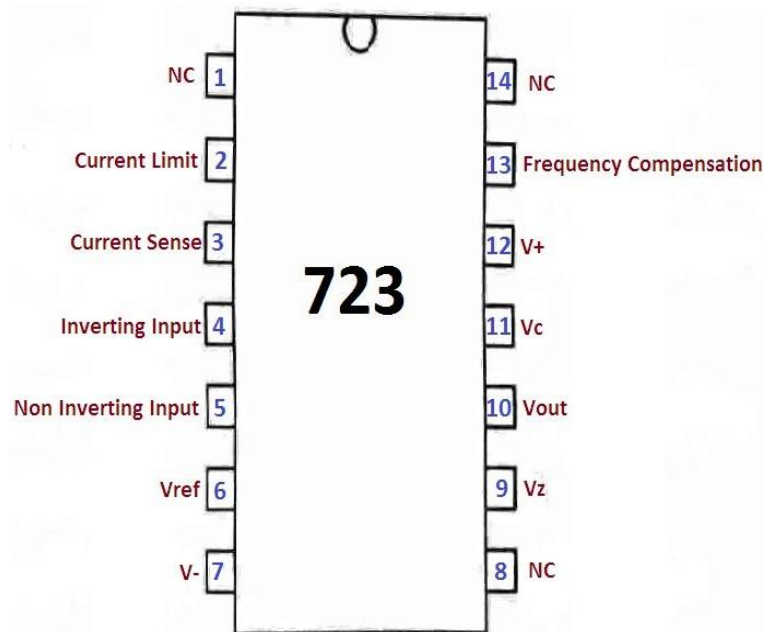 NC 1 14 NC
Current Limit 2 13 Frequency Compensation
Current Sense 3 12 V+
723
Inverting Input 4 11 Vc
Non Inverting Input 5 10 Vout
Vref 6 9 Vz
V- 7 8 NC